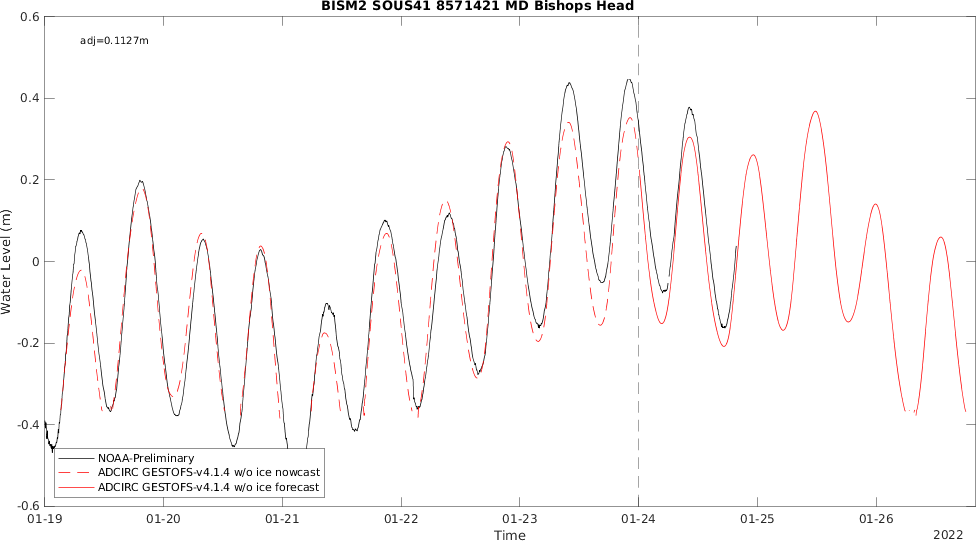 BISM2 SOUS41 8571421 MD Bishops Head
adj=0.1127m
Water Level (m)
0.6
0.4
0.2
0
-0.2
-0.4
-0.6
NOAA-Preliminary
ADCIRC GESTOFS-v4.1.4 w/o ice nowcast
ADCIRC GESTOFS-v4.1.4 w/o ice forecast
01-19 01-20 01-21 01-22 01-23 01-24 01-25 01-26
Time
2022